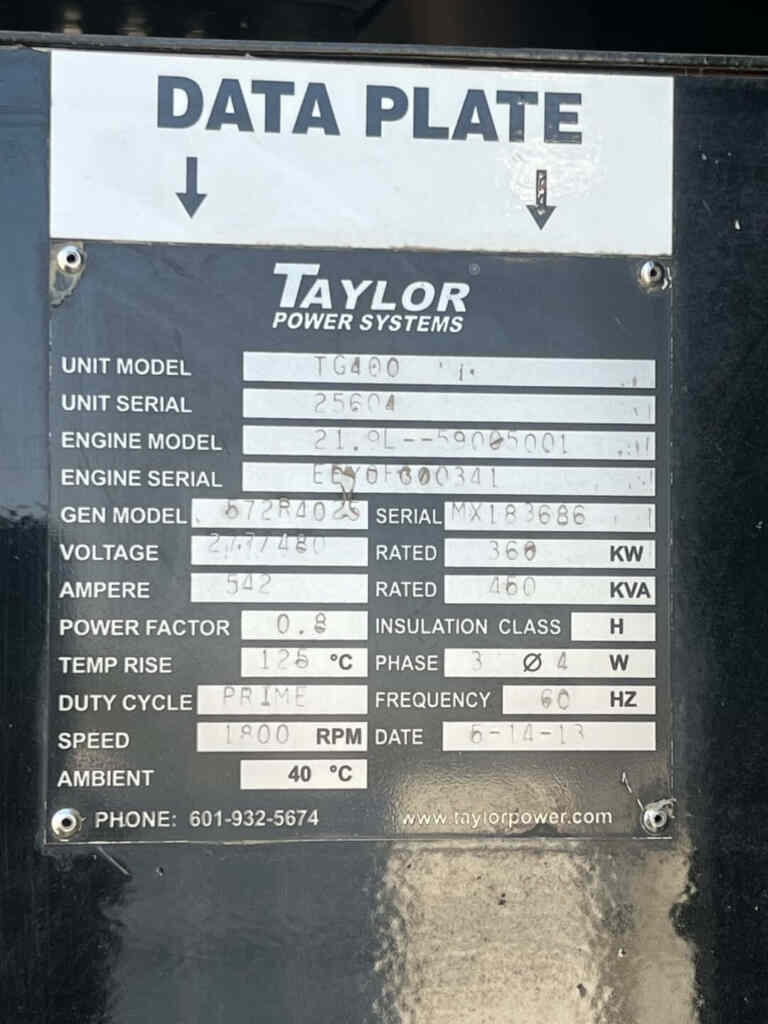 DATA PLATE
TAYLOR®
POWER SYSTEMS
UNIT MODEL TG400
UNIT SERIAL 25604
ENGINE MODEL 21.9L--59005001
ENGINE SERIAL
GEN MODEL 572R4025 SERIAL MX183686
VOLTAGE 277/480 RATED 360 KW
AMPERE 542 RATED 450 KVA
POWER FACTOR 0.8 INSULATION CLASS H
TEMP RISE 125 °C PHASE 3 Ø 4 W
DUTY CYCLE PRIME FREQUENCY 60 HZ
SPEED 1800 RPM DATE 6-14-13
AMBIENT 40 °C
PHONE: 601-932-5674 www.taylorpower.com